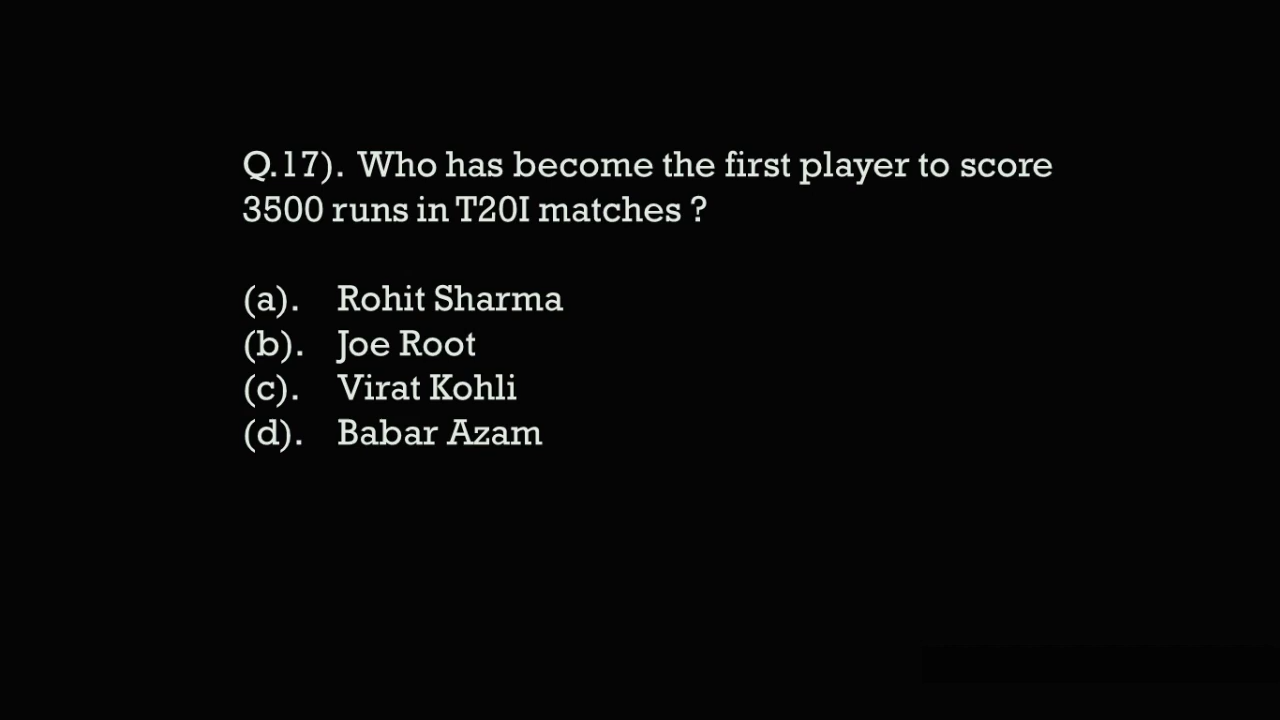 Q.17). Who has become the first player to score
3500 runs in T20I matches ?
(a). Rohit Sharma
(b). Joe Root
(c). Virat Kohli
(d). Babar Azam